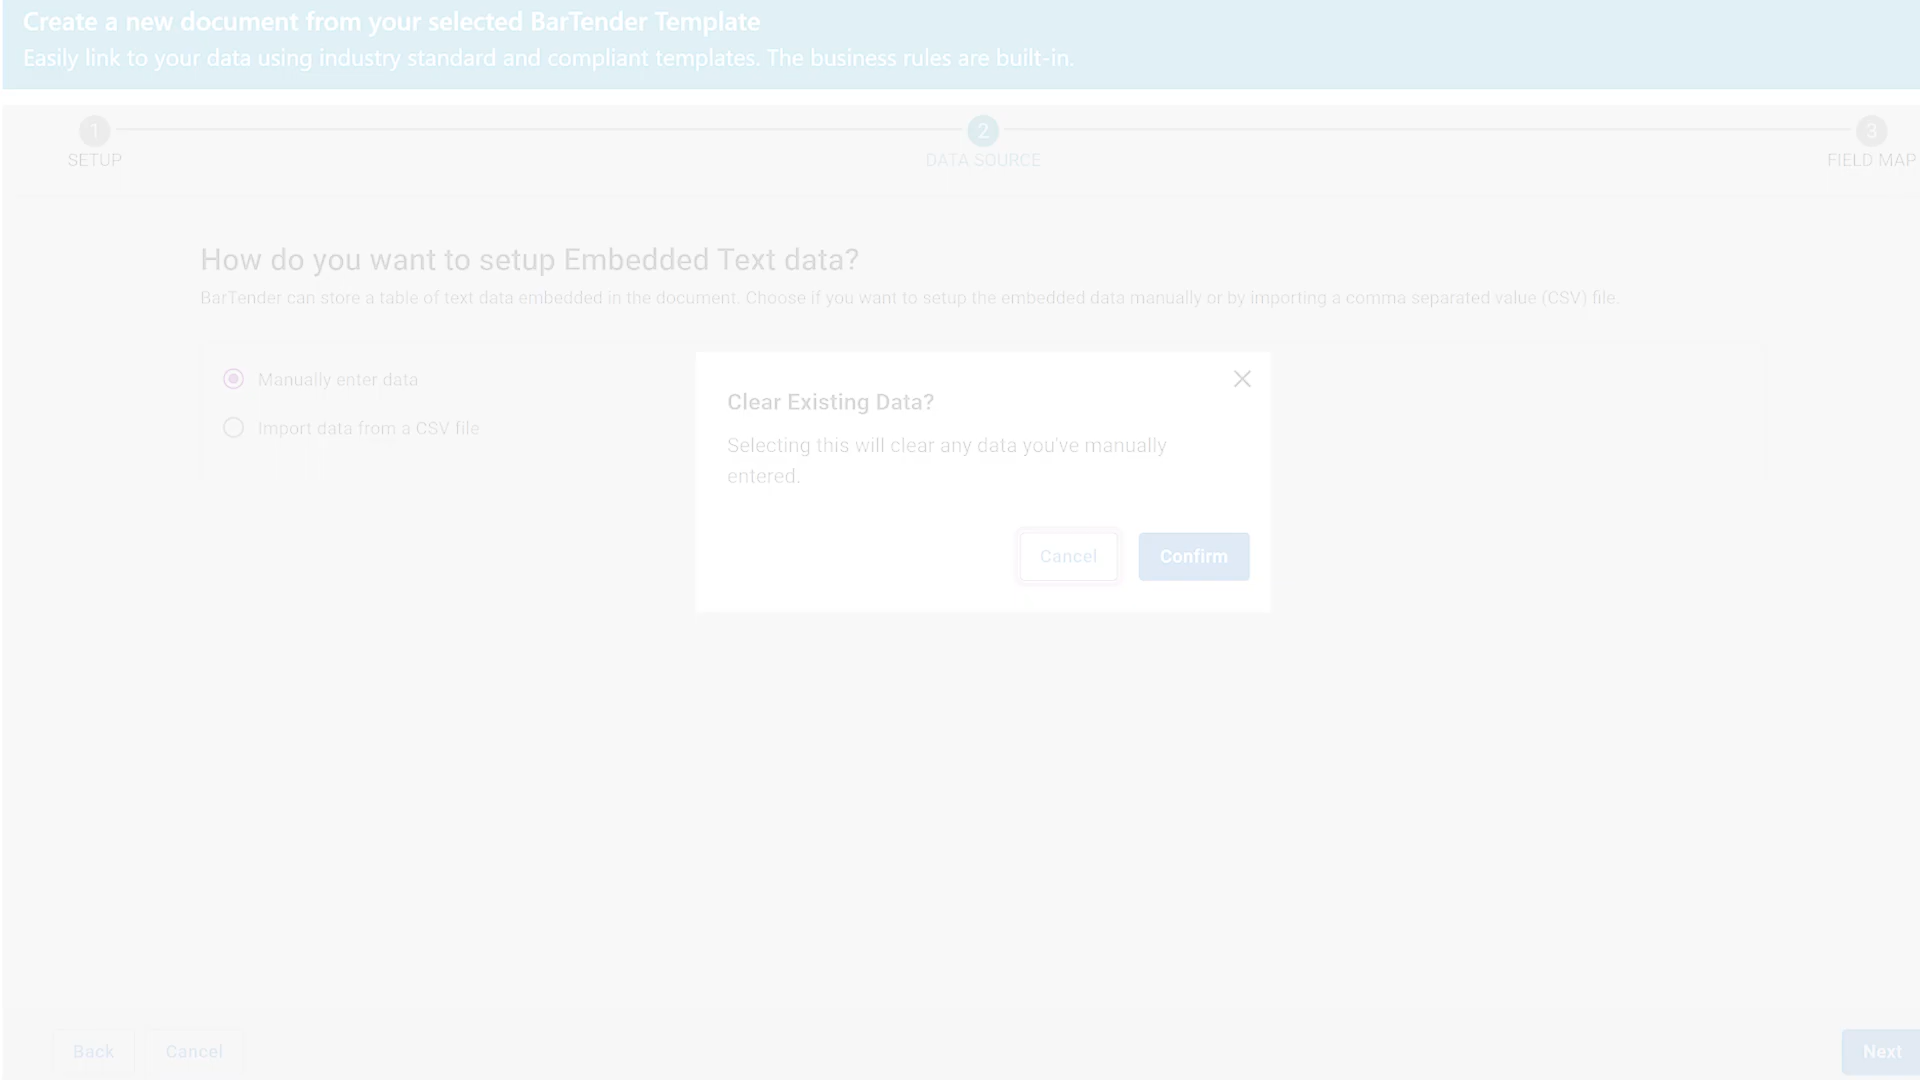 Create a new document from your selected BarTender Template
Easily link to your data using industry standard and compliant templates. The business rules are built-in.
1
2
3
SETUP
DATA SOURCE
FIELD MAP
How do you want to setup Embedded Text data?
BarTender can store a table of text data embedded in the document. Choose if you want to setup the embedded data manually or by importing a comma separated value (CSV) file.
Manually enter data
Import data from a CSV file
Clear Existing Data?
Selecting this will clear any data you've manually
entered.
Cancel
Confirm
Back
Cancel
Next